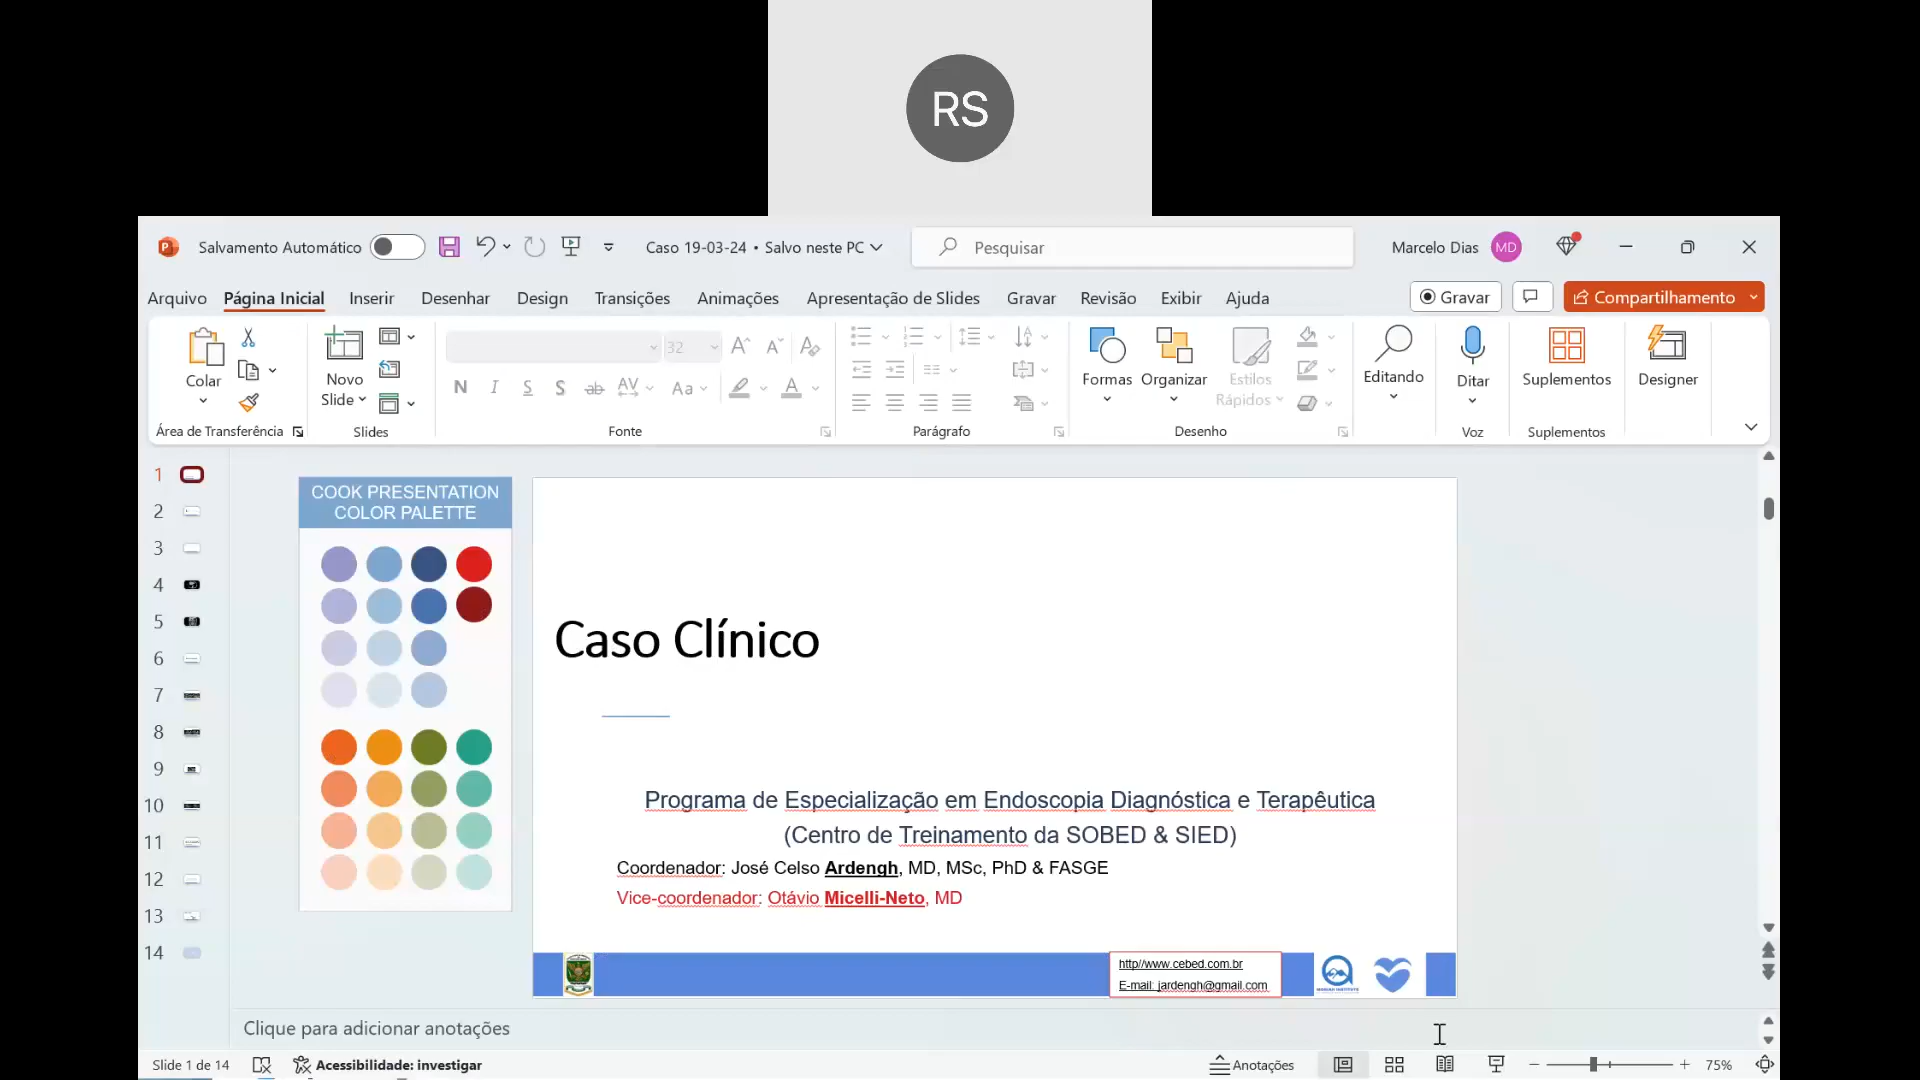 RS
Salvamento Automático
Caso 19-03-24 • Salvo neste PC
Pesquisar
Marcelo Dias
MD
Arquivo
Página Inicial
Inserir
Desenhar
Design
Transições
Animações
Apresentação de Slides
Gravar
Revisão
Exibir
Ajuda
Gravar
Compartilhamento
Colar
Novo
Slide
32
N I S S ab AV Aa A
Formas
Organizar
Estilos
Rápidos
Editando
Ditar
Suplementos
Designer
Área de Transferência
Slides
Fonte
Parágrafo
Desenho
Voz
Suplementos
1
2
3
4
5
6
7
8
9
10
11
12
13
14
COOK PRESENTATION
COLOR PALETTE
Caso Clínico
Programa de Especialização em Endoscopia Diagnóstica e Terapêutica
(Centro de Treinamento da SOBED & SIED)
Coordenador: José Celso Ardengh, MD, MSc, PhD & FASGE
Vice-coordenador: Otávio Micelli-Neto, MD
http//www.cebed.com.br
E-mail: jardengh@gmail.com
Clique para adicionar anotações
Slide 1 de 14
Acessibilidade: investigar
Anotações
75%